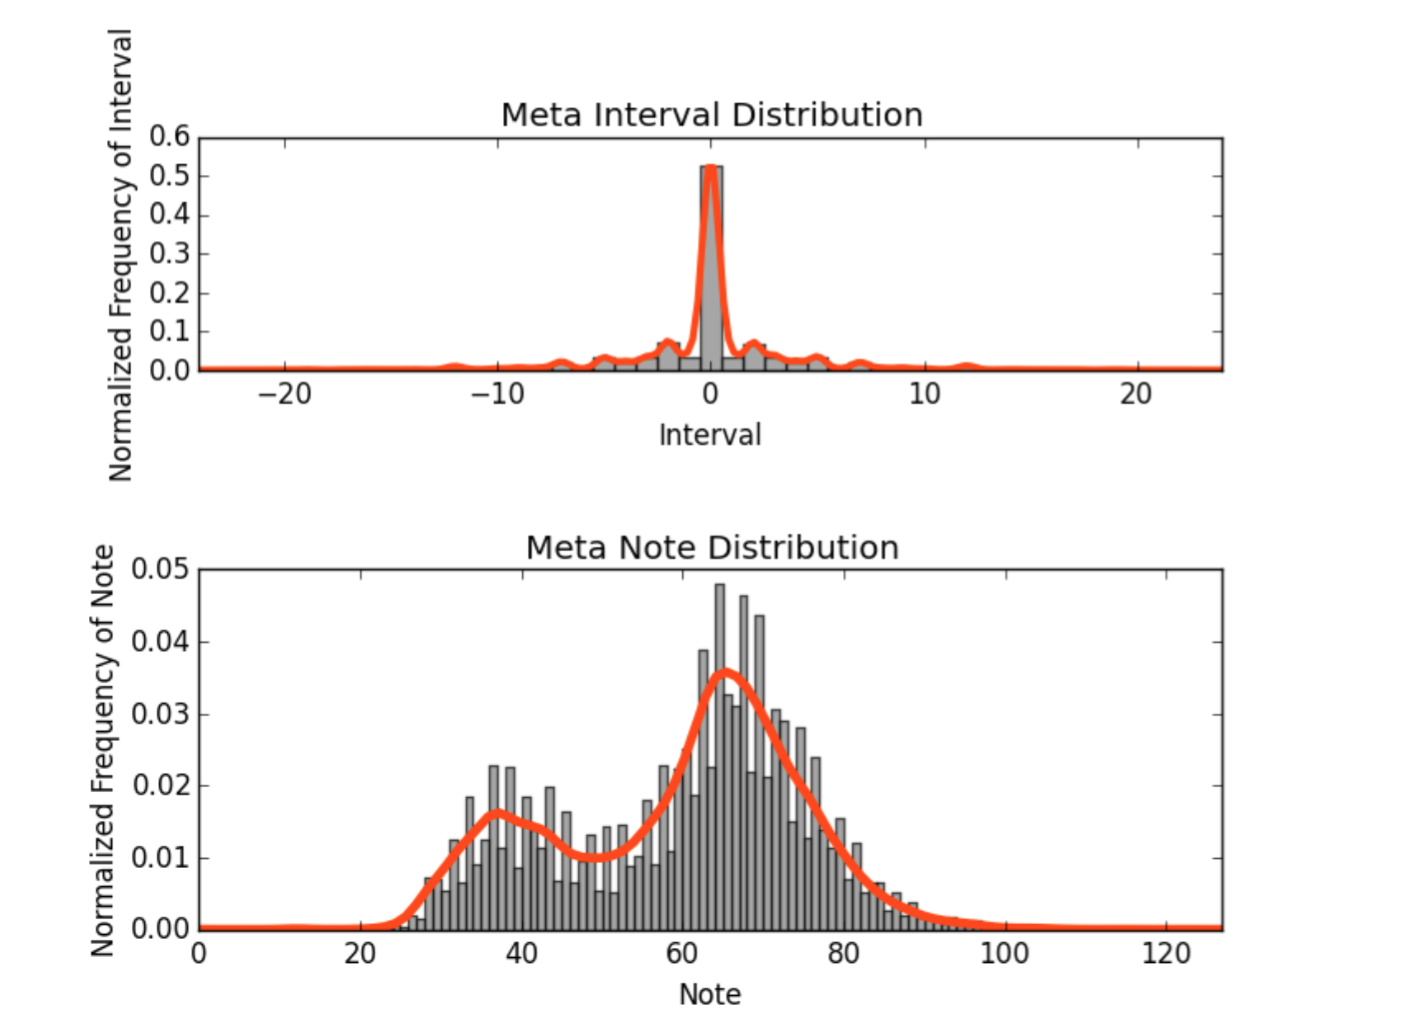 Meta Interval Distribution
Normalized Frequency of Interval
0.6
0.5
0.4
0.3
0.2
0.1
0.0
−20 −10 0 10 20
Interval
Meta Note Distribution
Normalized Frequency of Note
0.05
0.04
0.03
0.02
0.01
0.00
0 20 40 60 80 100 120
Note